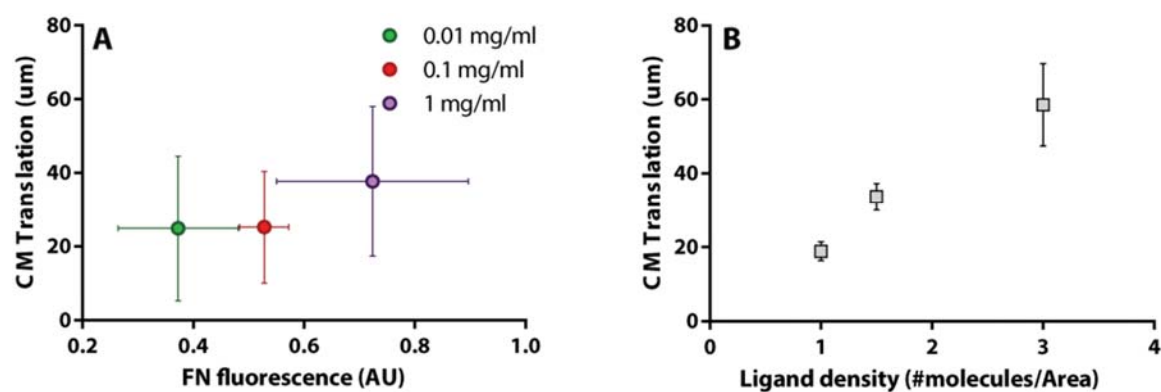 A
80
60
40
20
0
CM Translation (um)
0.01 mg/ml
0.1 mg/ml
1 mg/ml
0.2 0.4 0.6 0.8 1.0
FN fluorescence (AU)
B
80
60
40
20
0
CM Translation (um)
0 1 2 3 4
Ligand density (#molecules/Area)